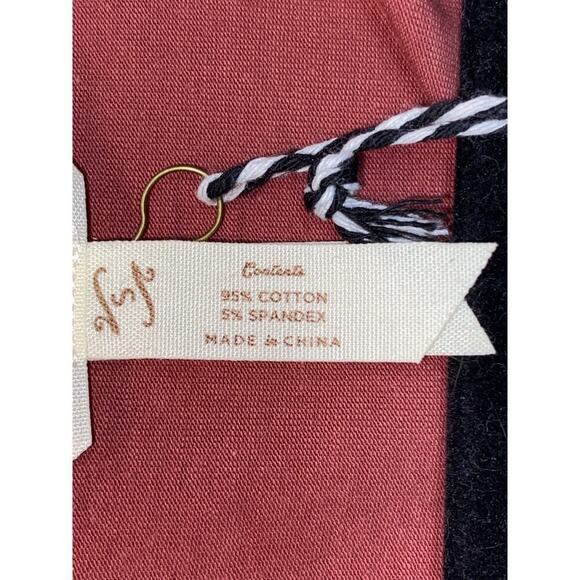 Contents
95% COTTON
5% SPANDEX
MADE in CHINA